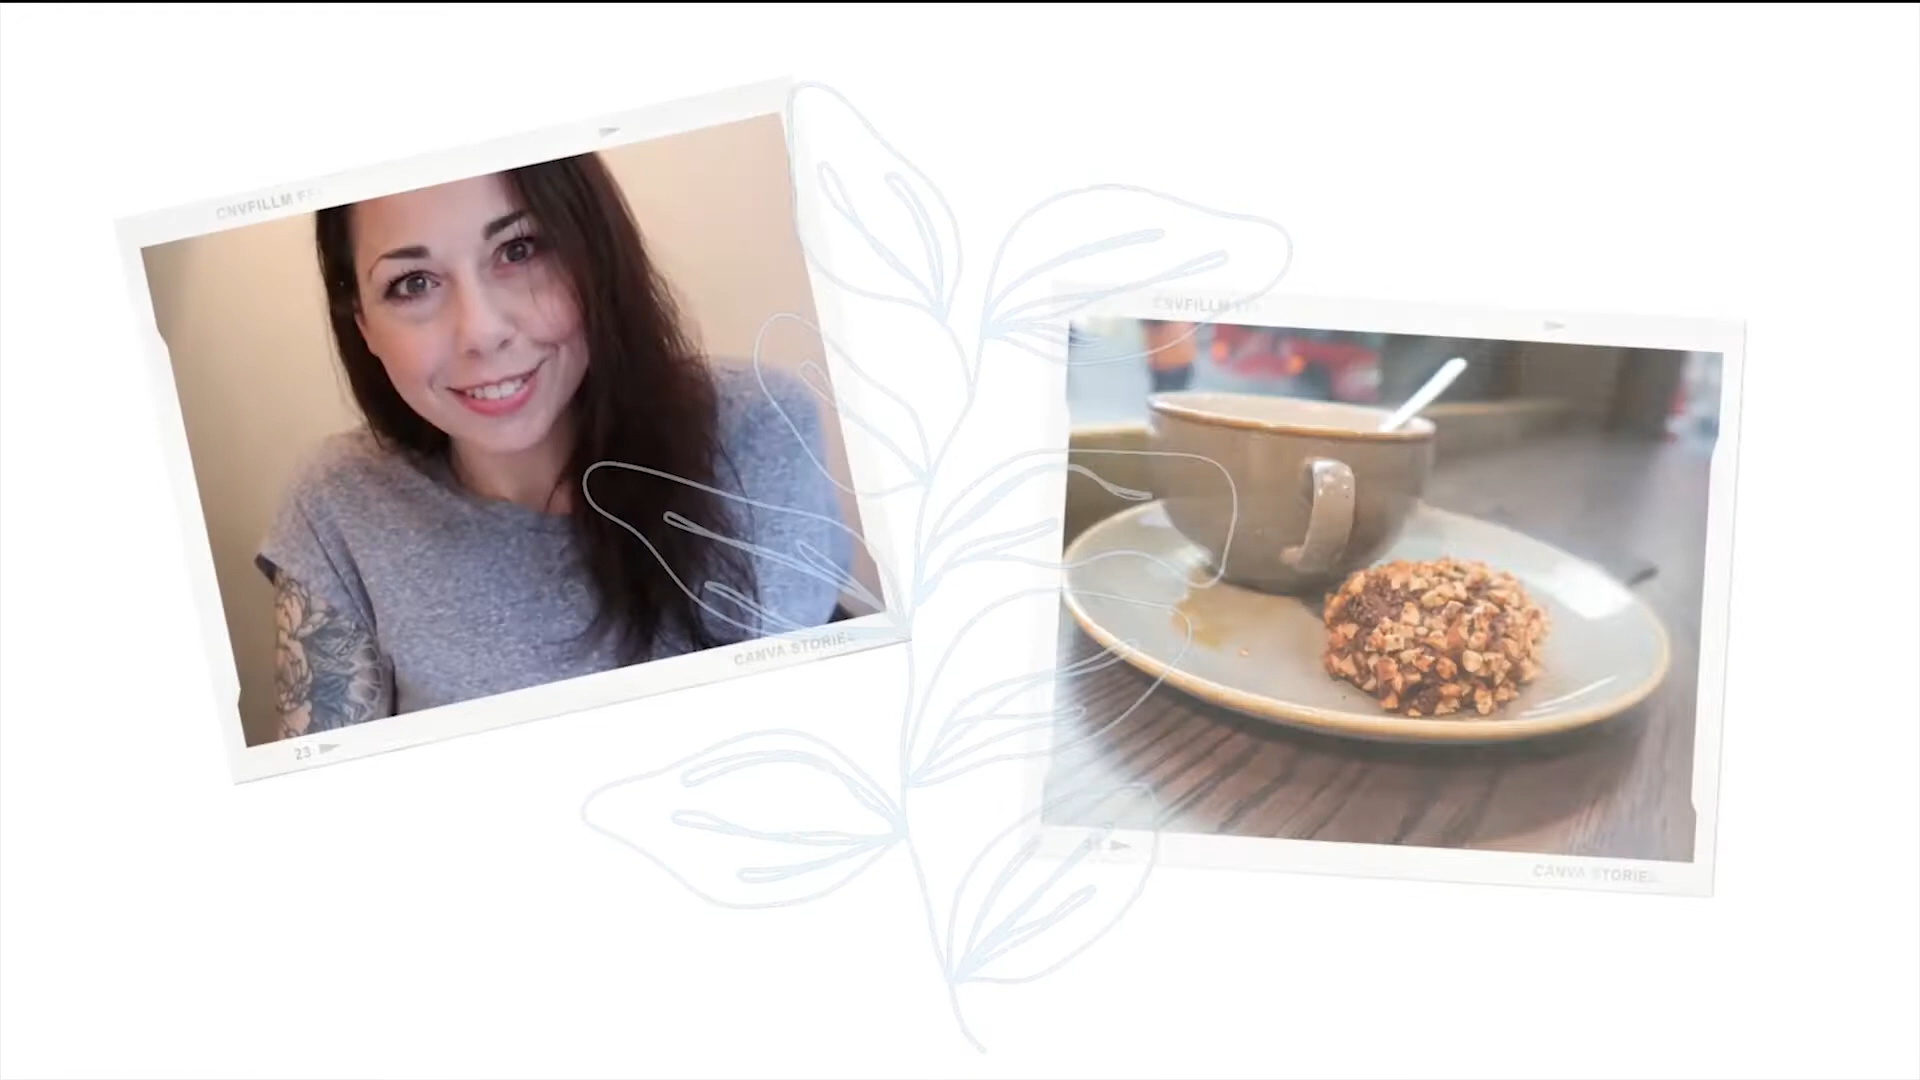 CNVFILLM
CANVA STORIES
23
CNVFILLM
CANVA STORIES